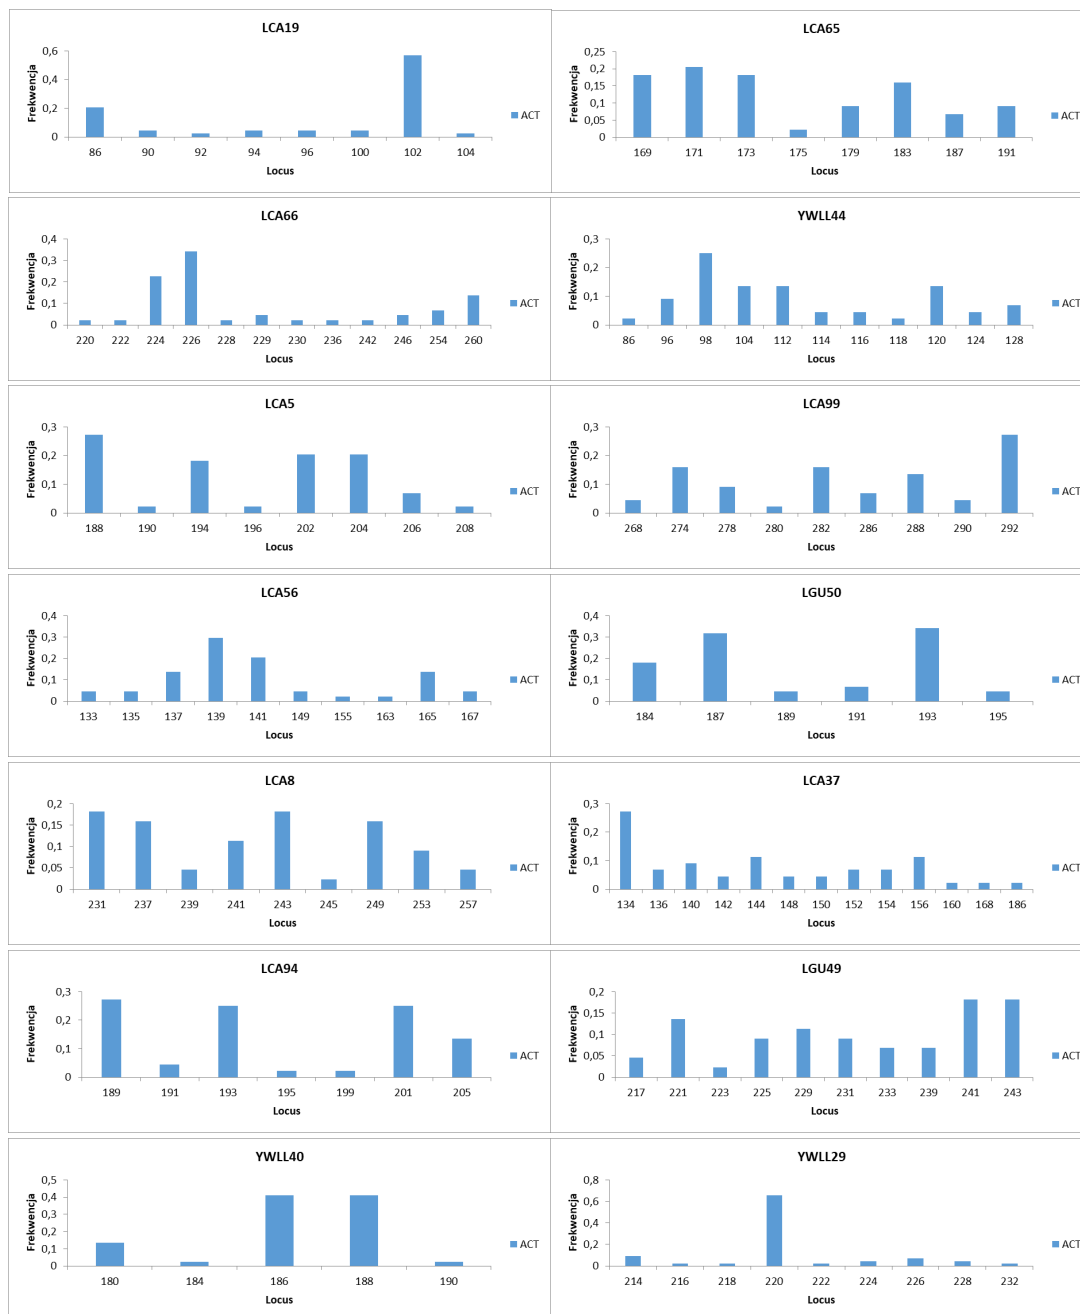 LCA19
Frekwencja
0,6
0,4
0,2
0
86 90 92 94 96 100 102 104
Locus
ACT
LCA65
Frekwencja
0,25
0,2
0,15
0,1
0,05
0
169 171 173 175 179 183 187 191
Locus
ACT
LCA66
Frekwencja
0,4
0,3
0,2
0,1
0
220 222 224 226 228 229 230 236 242 246 254 260
Locus
ACT
YWLL44
Frekwencja
0,3
0,2
0,1
0
86 96 98 104 112 114 116 118 120 124 128
Locus
ACT
LCA5
Frekwencja
0,3
0,2
0,1
0
188 190 194 196 202 204 206 208
Locus
ACT
LCA99
Frekwencja
0,3
0,2
0,1
0
268 274 278 280 282 286 288 290 292
Locus
ACT
LCA56
Frekwencja
0,4
0,3
0,2
0,1
0
133 135 137 139 141 149 155 163 165 167
Locus
ACT
LGU50
Frekwencja
0,4
0,3
0,2
0,1
0
184 187 189 191 193 195
Locus
ACT
LCA8
Frekwencja
0,2
0,15
0,1
0,05
0
231 237 239 241 243 245 249 253 257
Locus
ACT
LCA37
Frekwencja
0,3
0,2
0,1
0
134 136 140 142 144 148 150 152 154 156 160 168 186
Locus
ACT
LCA94
Frekwencja
0,3
0,2
0,1
0
189 191 193 195 199 201 205
Locus
ACT
LGU49
Frekwencja
0,2
0,15
0,1
0,05
0
217 221 223 225 229 231 233 239 241 243
Locus
ACT
YWLL40
Frekwencja
0,5
0,4
0,3
0,2
0,1
0
180 184 186 188 190
Locus
ACT
YWLL29
Frekwencja
0,8
0,6
0,4
0,2
0
214 216 218 220 222 224 226 228 232
Locus
ACT